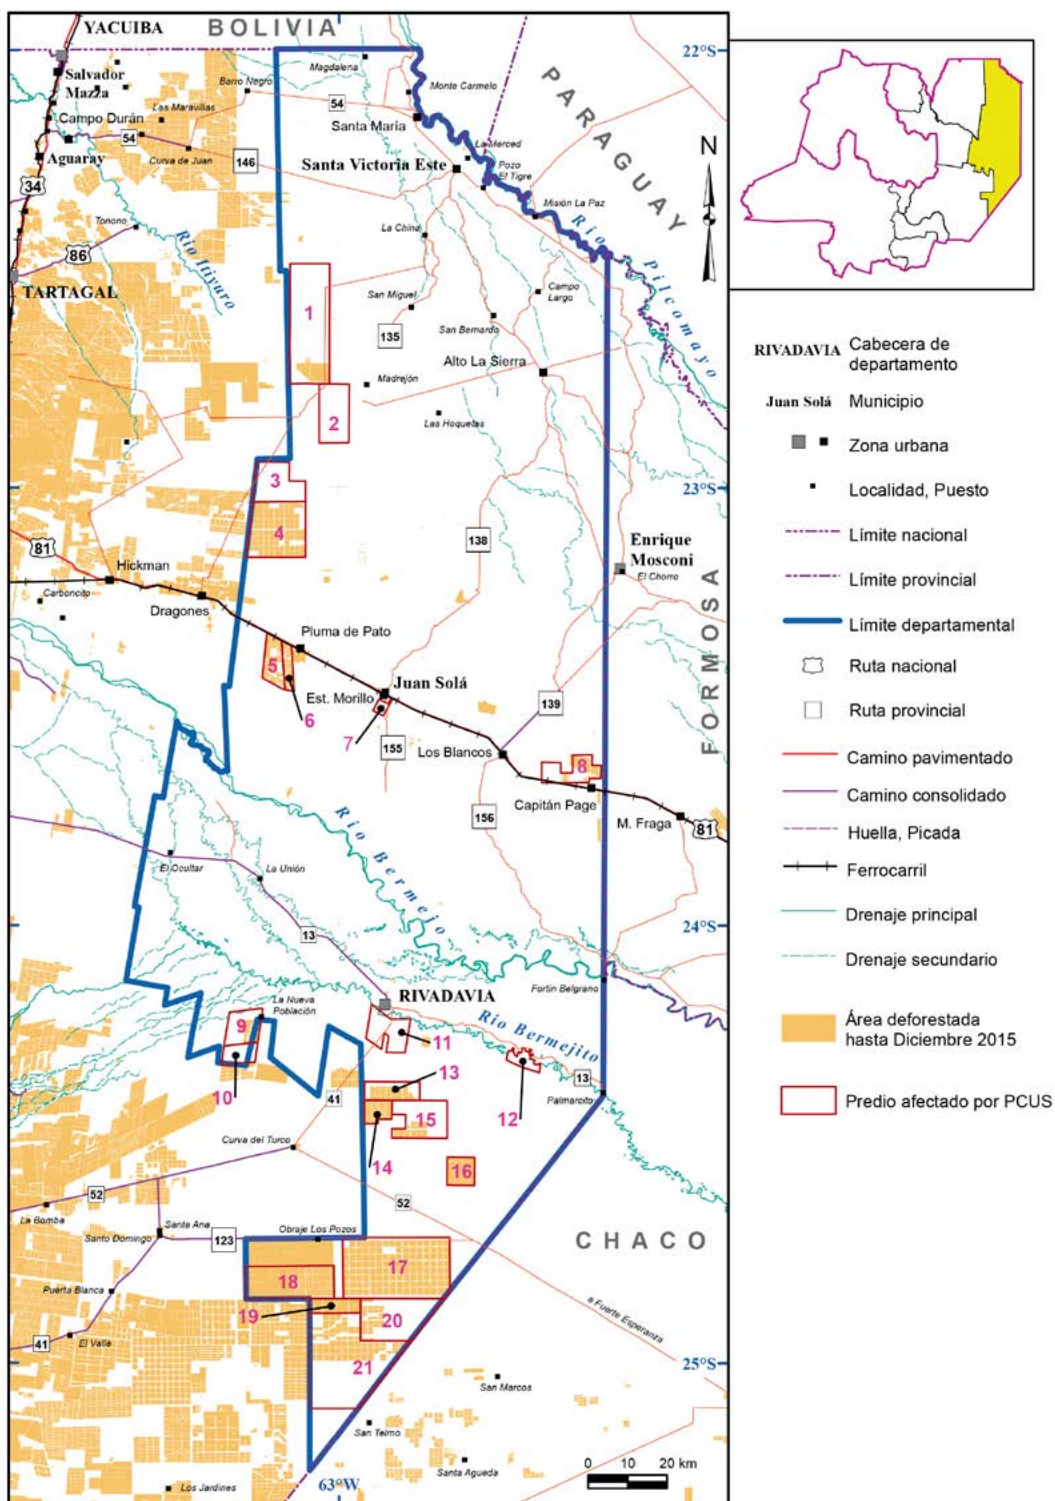 YACUIBA
BOLIVIA
22°S
Magdalena
Salvador
Mazza
Barro Negro
Monte Carmelo
PARAGUAY
Las Maravillas
54
Campo Durán
Santa María
54
La Merced
N
Aguaray
Curva de Juan
146
Santa Victoria Este
Pozo
El Tigre
34
Misión La Paz
Tonono
Río Itiyuro
La China
Río Pilcomayo
86
TARTAGAL
1
San Miguel
Campo
Largo
135
San Bernardo
Alto La Sierra
Madrejón
2
Las Hoquetas
3
23°S
4
138
81
Hickman
Enrique
Mosconi
El Chorro
Carboncito
Dragones
FORMOSA
Pluma de Pato
5
Juan Solá
Est. Morillo
6
139
7
155
Los Blancos
8
Capitán Page
156
M. Fraga
81
Río Bermejo
El Ocultar
La Unión
13
24°S
Fortín Belgrano
RIVADAVIA
La Nueva
Población
9
Río Bermejito
11
10
13
13
41
12
Palmarcito
15
Curva del Turco
14
16
52
52
La Bomba
Santa Ana
CHACO
Santo Domingo
123
Obraje Los Pozos
17
18
Puerta Blanca
19
20
a Fuerte Esperanza
41
El Valle
21
25°S
San Marcos
San Telmo
Santa Agueda
0 10 20 km
Los Jardines
63°W
RIVADAVIA Cabecera de
departamento
Juan Solá Municipio
Zona urbana
Localidad, Puesto
Límite nacional
Límite provincial
Límite departamental
Ruta nacional
Ruta provincial
Camino pavimentado
Camino consolidado
Huella, Picada
Ferrocarril
Drenaje principal
Drenaje secundario
Área deforestada
hasta Diciembre 2015
Predio afectado por PCUS